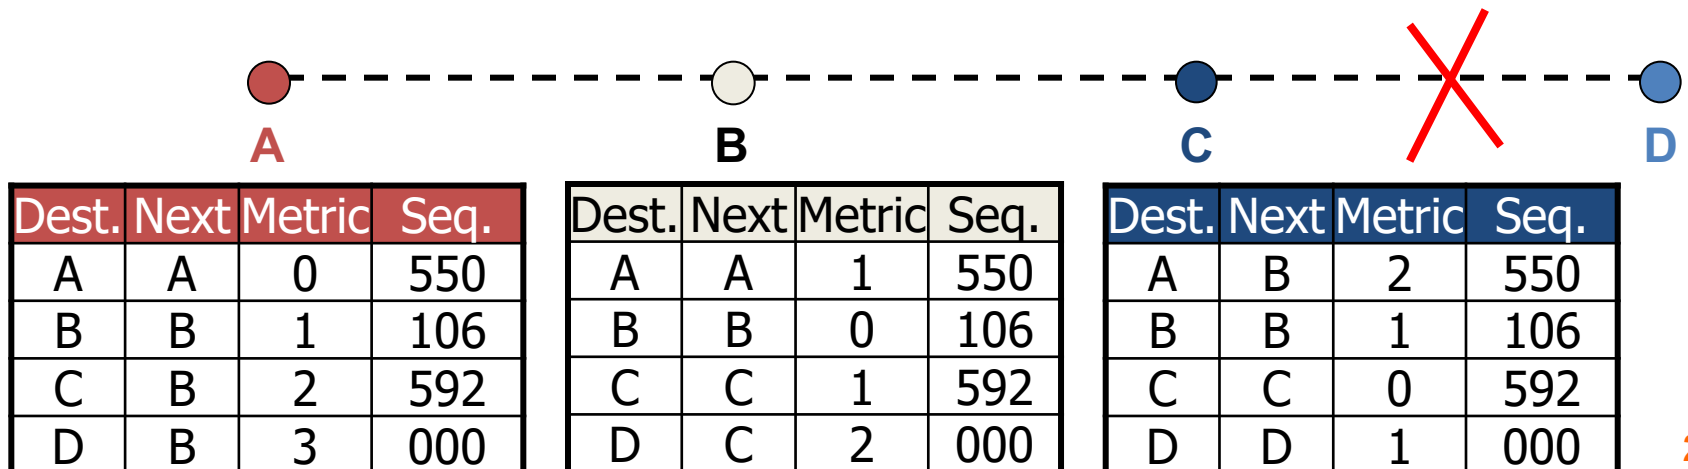 A B C D
Dest. Next Metric Seq. Dest. Next Metric Seq. Dest. Next Metric Seq.
A A 0 550 A A 1 550 A B 2 550
B B 1 106 B B 0 106 B B 1 106
C B 2 592 C C 1 592 C C 0 592
D B 3 000 D C 2 000 D D 1 000